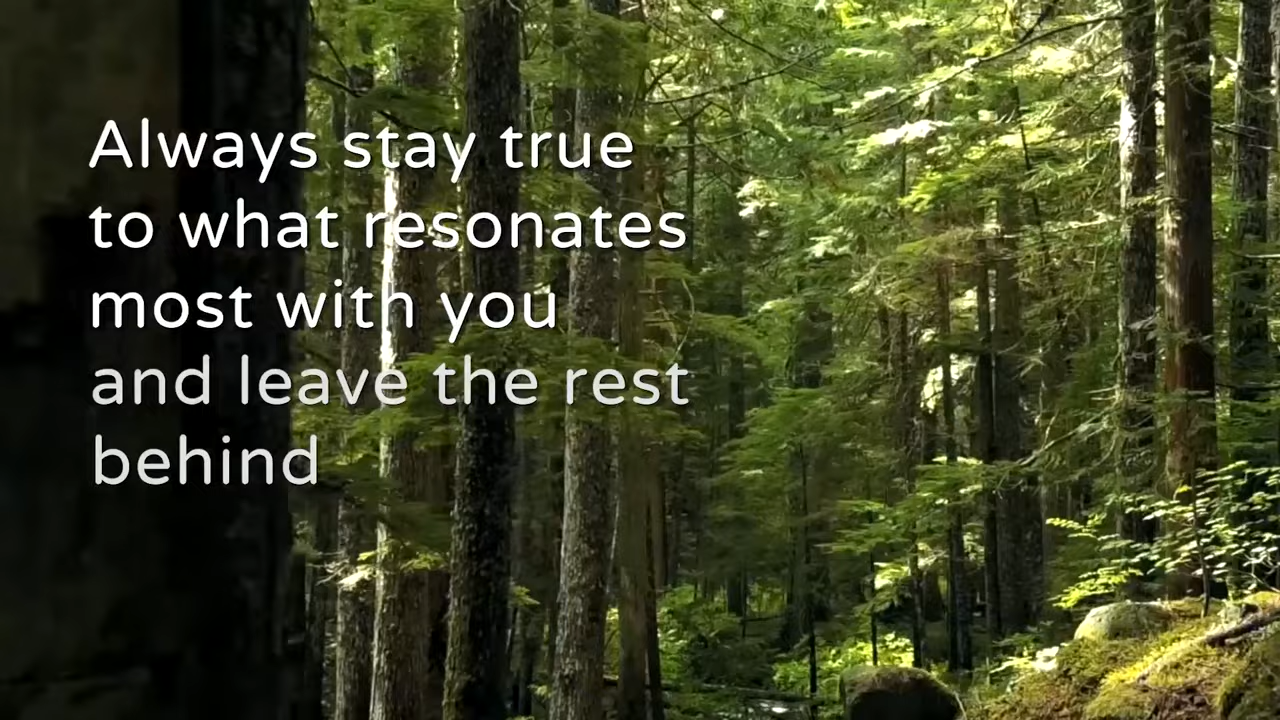 Always stay true
to what resonates
most with you
and leave the rest
behind